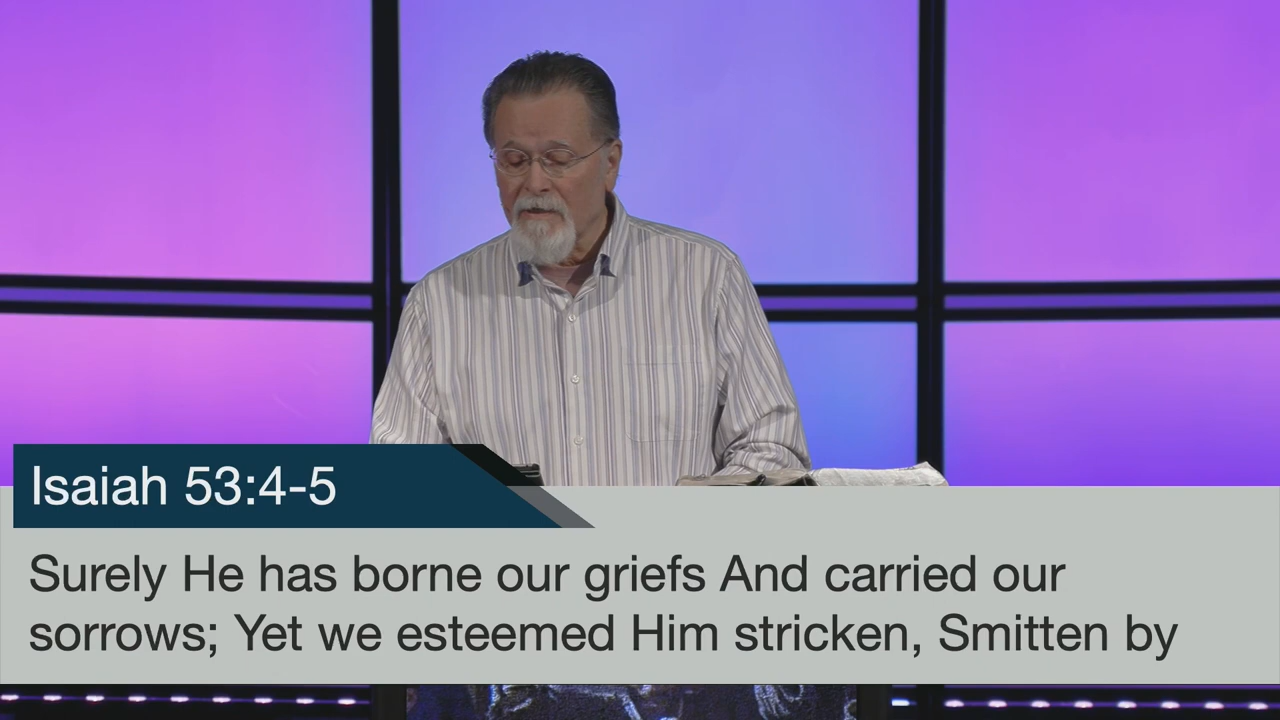 Isaiah 53:4-5
Surely He has borne our griefs And carried our
sorrows; Yet we esteemed Him stricken, Smitten by